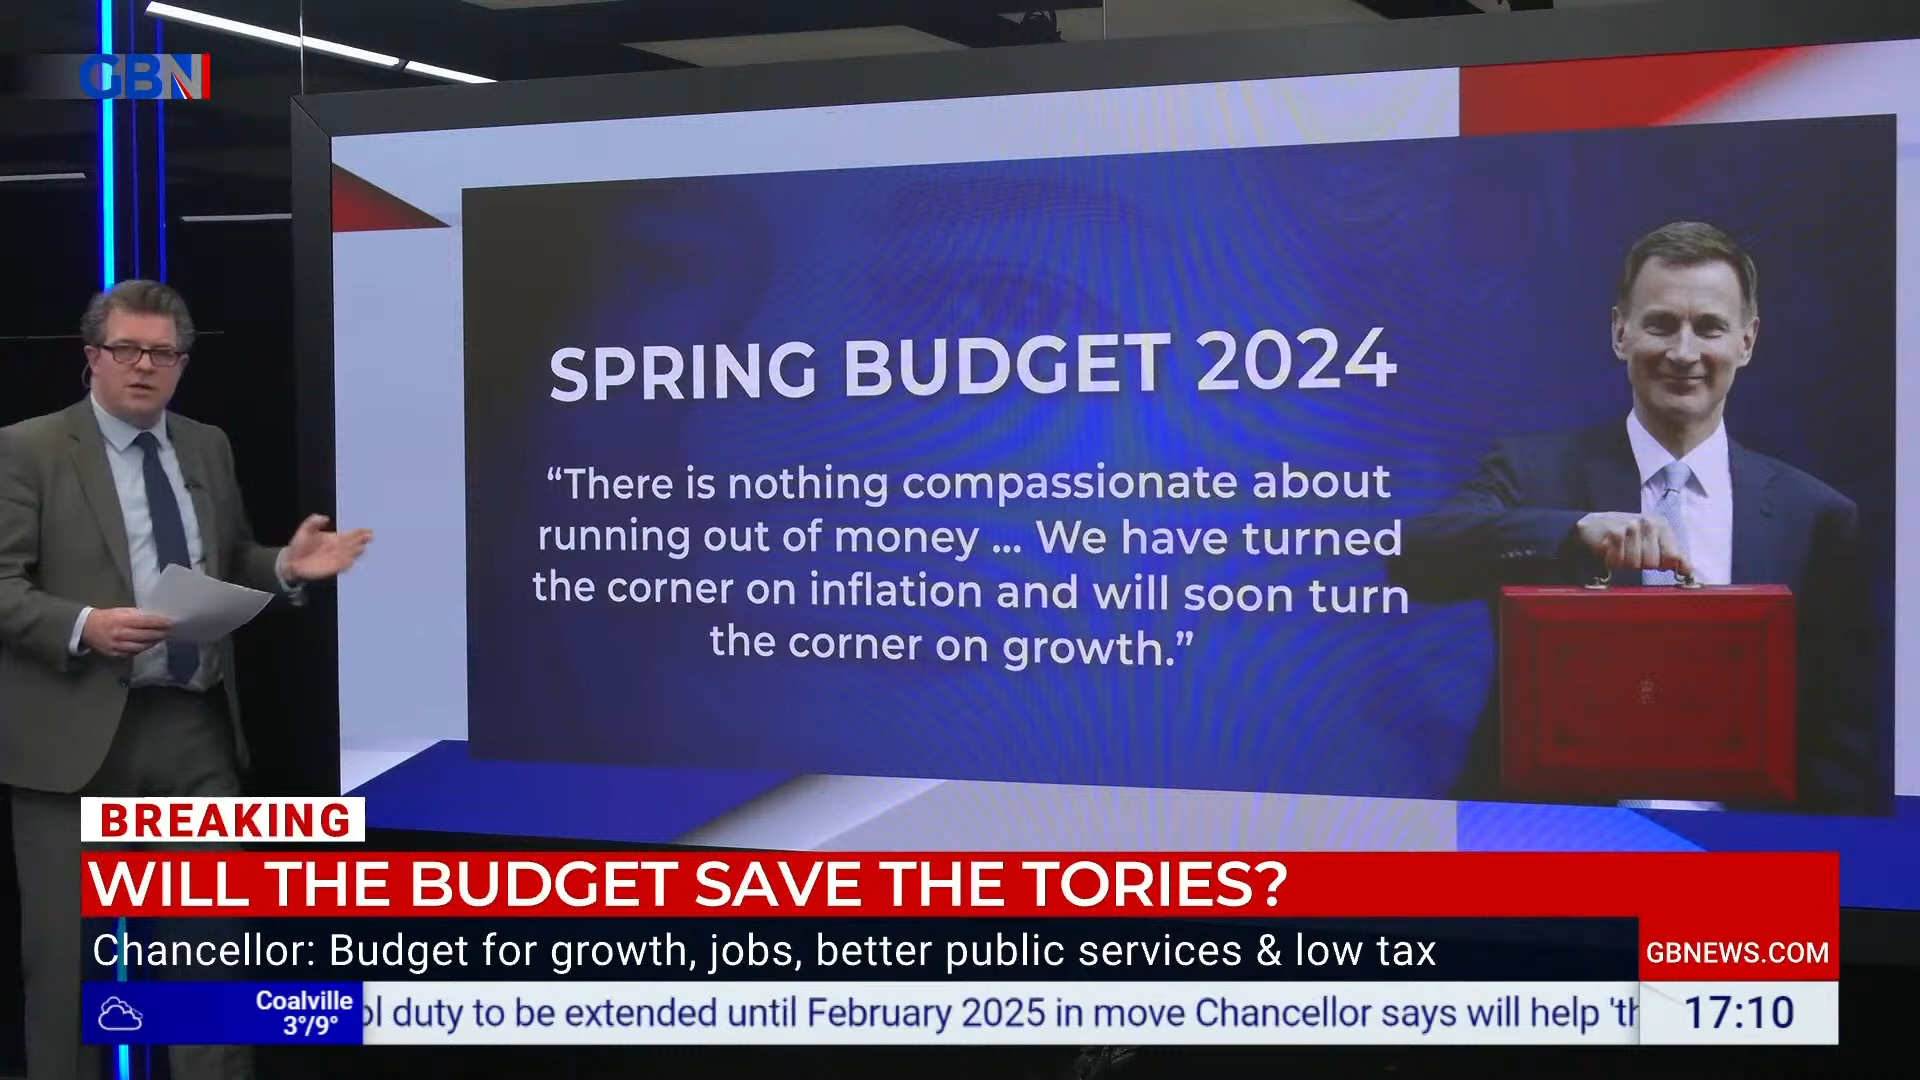 GBN
SPRING BUDGET 2024
“There is nothing compassionate about
running out of money ... We have turned
the corner on inflation and will soon turn
the corner on growth.”
BREAKING
WILL THE BUDGET SAVE THE TORIES?
Chancellor: Budget for growth, jobs, better public services & low tax
GBNEWS.COM
Coalville
3°/9°
ol duty to be extended until February 2025 in move Chancellor says will help 'th
17:10